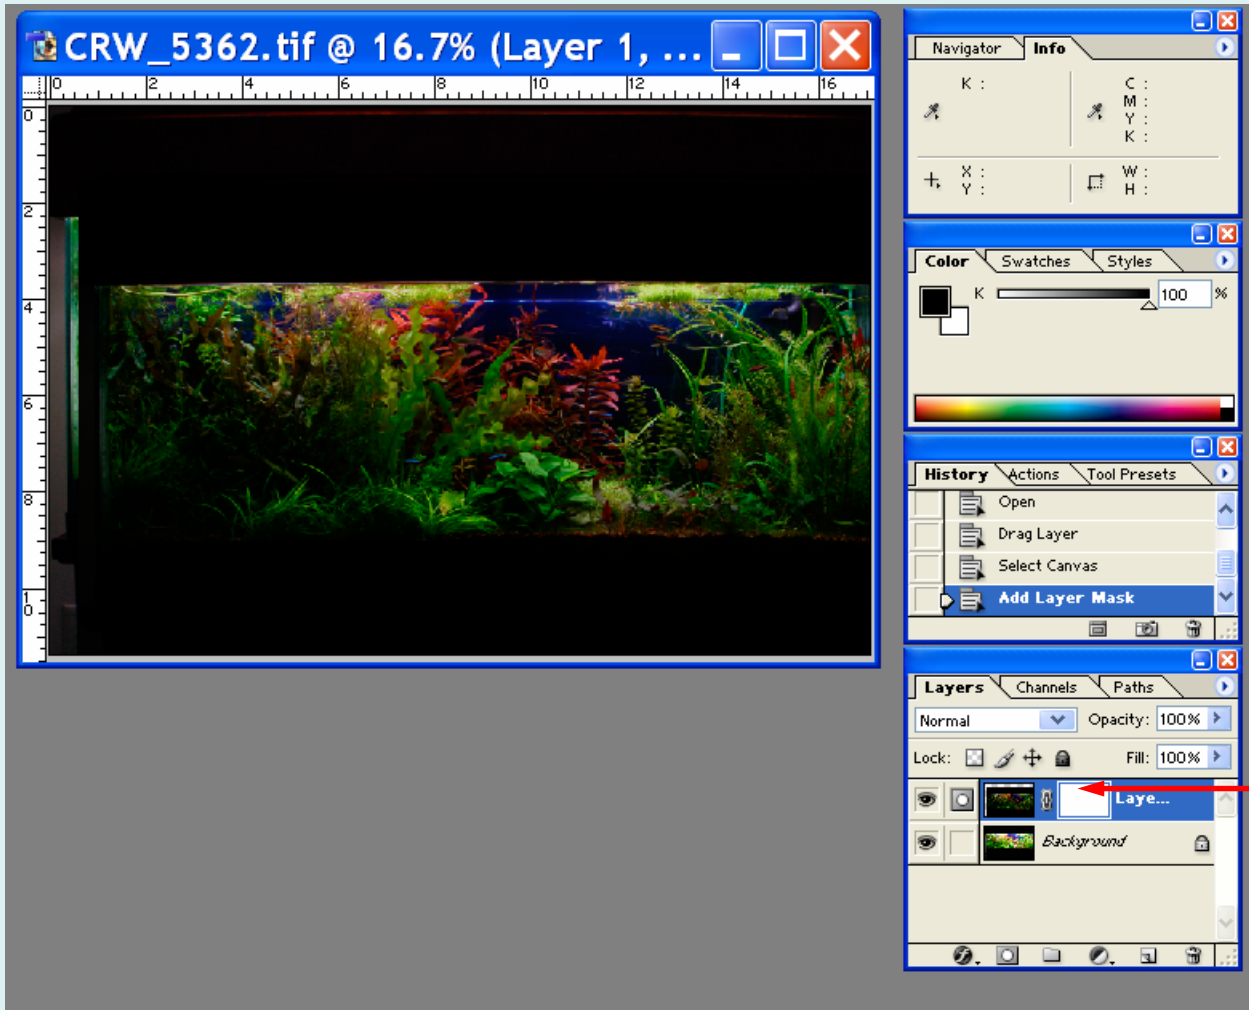 CRW_5362.tif @ 16.7% (Layer 1, ...
0 2 4 6 8 10 12 14 16
0
2
4
6
8
10
Navigator Info
K :
C :
M :
Y :
K :
X :
Y :
W :
H :
Color Swatches Styles
K 100 %
History Actions Tool Presets
Open
Drag Layer
Select Canvas
Add Layer Mask
Layers Channels Paths
Normal Opacity: 100%
Lock: Fill: 100%
Laye...
Background